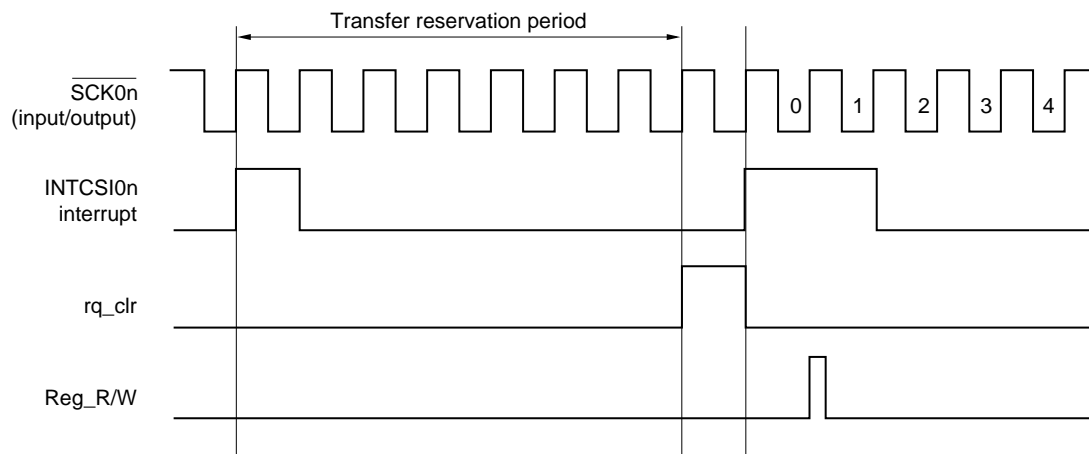 Transfer reservation period
SCK0n
(input/output)
0 1 2 3 4
INTCSI0n
interrupt
rq_clr
Reg_R/W